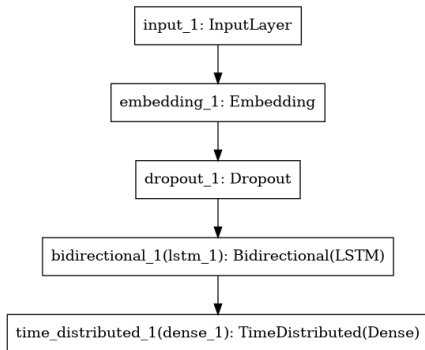 input_1: InputLayer
embedding_1: Embedding
dropout_1: Dropout
bidirectional_1(lstm_1): Bidirectional(LSTM)
time_distributed_1(dense_1): TimeDistributed(Dense)